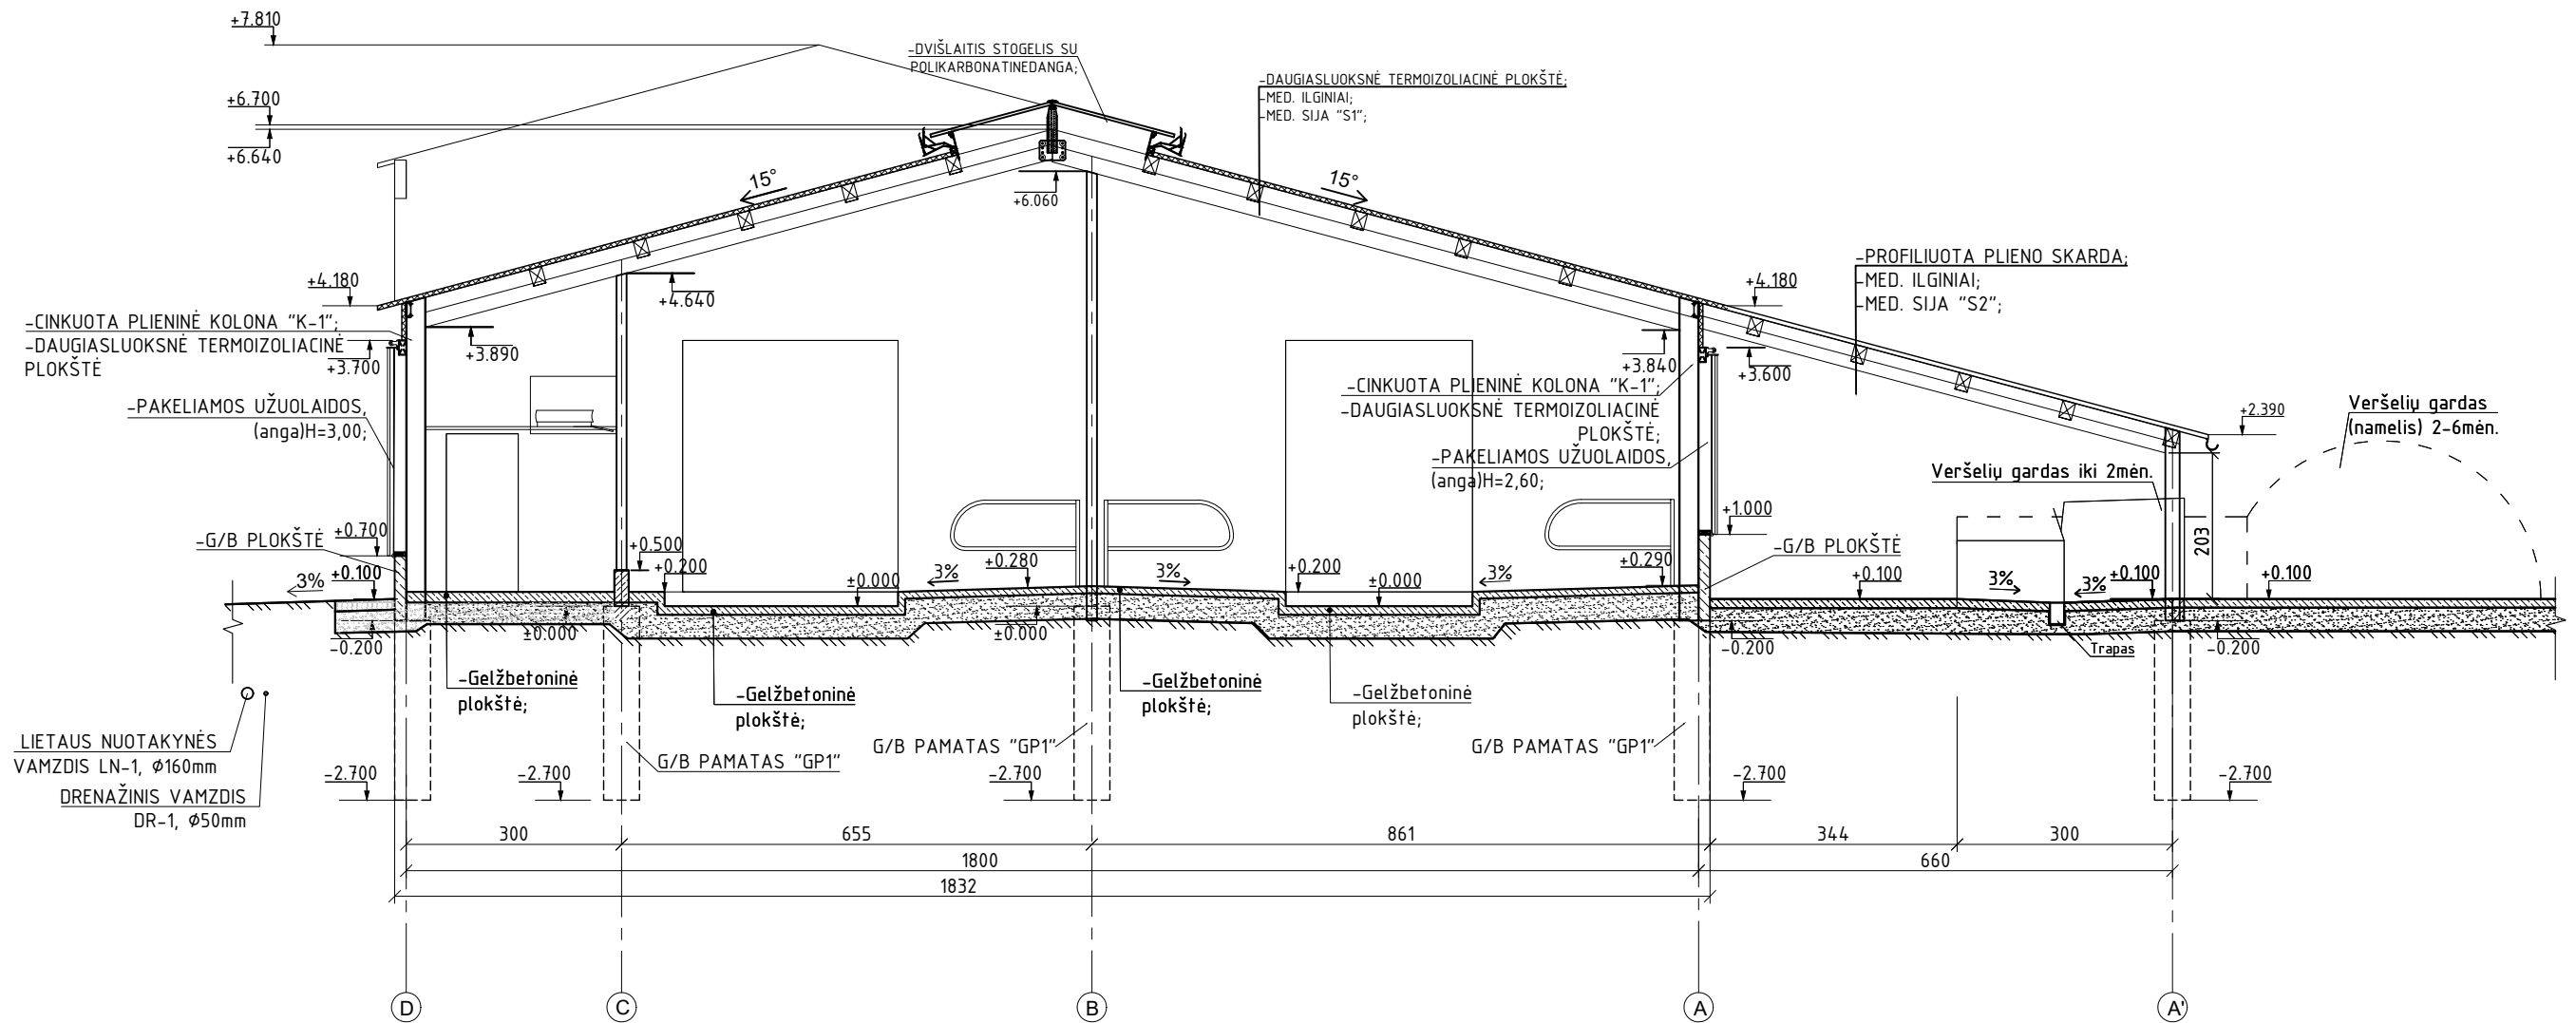 +7.810
-DVIŠLAITIS STOGELIS SU
POLIKARBONATINEDANGA;
-DAUGIASLUOKSNĖ TERMOIZOLIACINĖ PLOKŠTĖ;
-MED. ILGINIAI;
-MED. SIJA "S1";
+6.700
+6.640
15°
15°
+6.060
+4.180
+4.640
-CINKUOTA PLIENINĖ KOLONA "K-1";
-DAUGIASLUOKSNĖ TERMOIZOLIACINĖ
PLOKŠTĖ
+3.700
+3.890
-PAKELIAMOS UŽUOLAIDOS,
(anga)H=3,00;
+4.180
-PROFILIUOTA PLIENO SKARDA;
-MED. ILGINIAI;
-MED. SIJA "S2";
+3.840
+3.600
-CINKUOTA PLIENINĖ KOLONA "K-1";
-DAUGIASLUOKSNĖ TERMOIZOLIACINĖ
PLOKŠTĖ;
-PAKELIAMOS UŽUOLAIDOS,
(anga)H=2,60;
+2.390
Veršelių gardas
(namelis) 2-6mėn.
Veršelių gardas iki 2mėn.
203
+0.700
-G/B PLOKŠTĖ
3%
+0.100
+0.500
+0.200
±0.000
3%
+0.280
3%
+0.200
±0.000
3%
+0.290
+1.000
-G/B PLOKŠTĖ
+0.100
3%
3%
+0.100
+0.100
-0.200
±0.000
±0.000
-0.200
Trapas
-0.200
-Gelžbetoninė
plokštė;
-Gelžbetoninė
plokštė;
-Gelžbetoninė
plokštė;
-Gelžbetoninė
plokštė;
LIETAUS NUOTAKYNĖS
VAMZDIS LN-1, Ø160mm
DRENAŽINIS VAMZDIS
DR-1, Ø50mm
G/B PAMATAS "GP1"
G/B PAMATAS "GP1"
G/B PAMATAS "GP1"
-2.700
-2.700
-2.700
-2.700
-2.700
300
655
861
344
300
1800
660
1832
D
C
B
A
A'